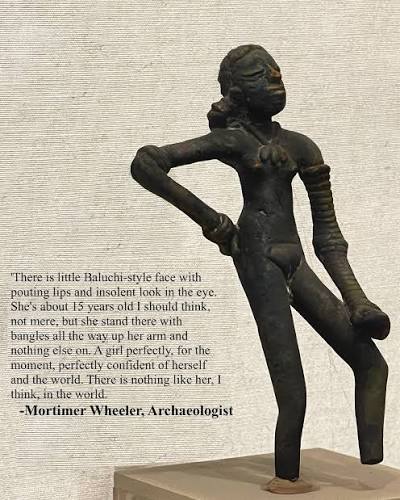 'There is little Baluchi-style face with
pouting lips and insolent look in the eye.
She's about 15 years old I should think,
not mere, but she stand there with
bangles all the way up her arm and
nothing else on. A girl perfectly, for the
moment, perfectly confident of herself
and the world. There is nothing like her, I
think, in the world.
-Mortimer Wheeler, Archaeologist